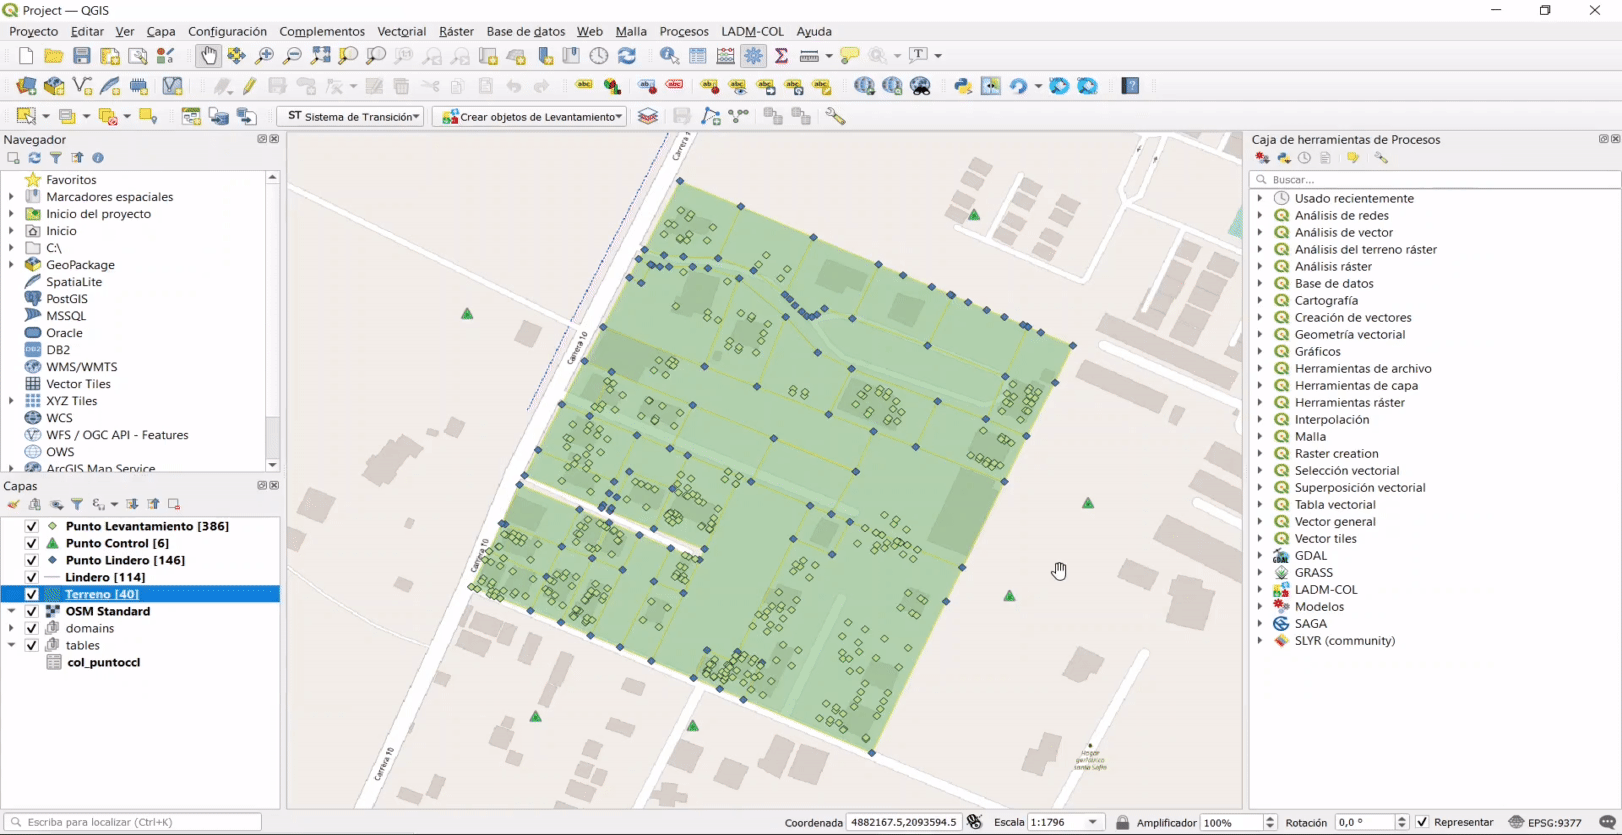 Project — QGIS
Proyecto Editar Ver Capa Configuración Complementos Vectorial Ráster Base de datos Web Malla Procesos LADM-COL Ayuda
ST Sistema de Transición
Crear objetos de Levantamiento
Navegador
Favoritos
Marcadores espaciales
Inicio del proyecto
Inicio
C:\
GeoPackage
SpatiaLite
PostGIS
MSSQL
Oracle
DB2
WMS/WMTS
Vector Tiles
XYZ Tiles
WCS
WFS / OGC API - Features
OWS
ArcGIS Map Service
Capas
Punto Levantamiento [386]
Punto Control [6]
Punto Lindero [146]
Lindero [114]
Terreno [40]
OSM Standard
domains
tables
col_puntoccl
Carrera 10
Carrera 10
Carrera 10
Caja de herramientas de Procesos
Buscar...
Usado recientemente
Análisis de redes
Análisis de vector
Análisis del terreno ráster
Análisis ráster
Base de datos
Cartografía
Creación de vectores
Geometría vectorial
Gráficos
Herramientas de archivo
Herramientas de capa
Herramientas ráster
Interpolación
Malla
Raster creation
Selección vectorial
Superposición vectorial
Tabla vectorial
Vector general
Vector tiles
GDAL
GRASS
LADM-COL
Modelos
SAGA
SLYR (community)
Escriba para localizar (Ctrl+K)
Coordenada 4882167.5,2093594.5 Escala 1:1796 Amplificador 100% Rotación 0,0 ° Representar EPSG:9377